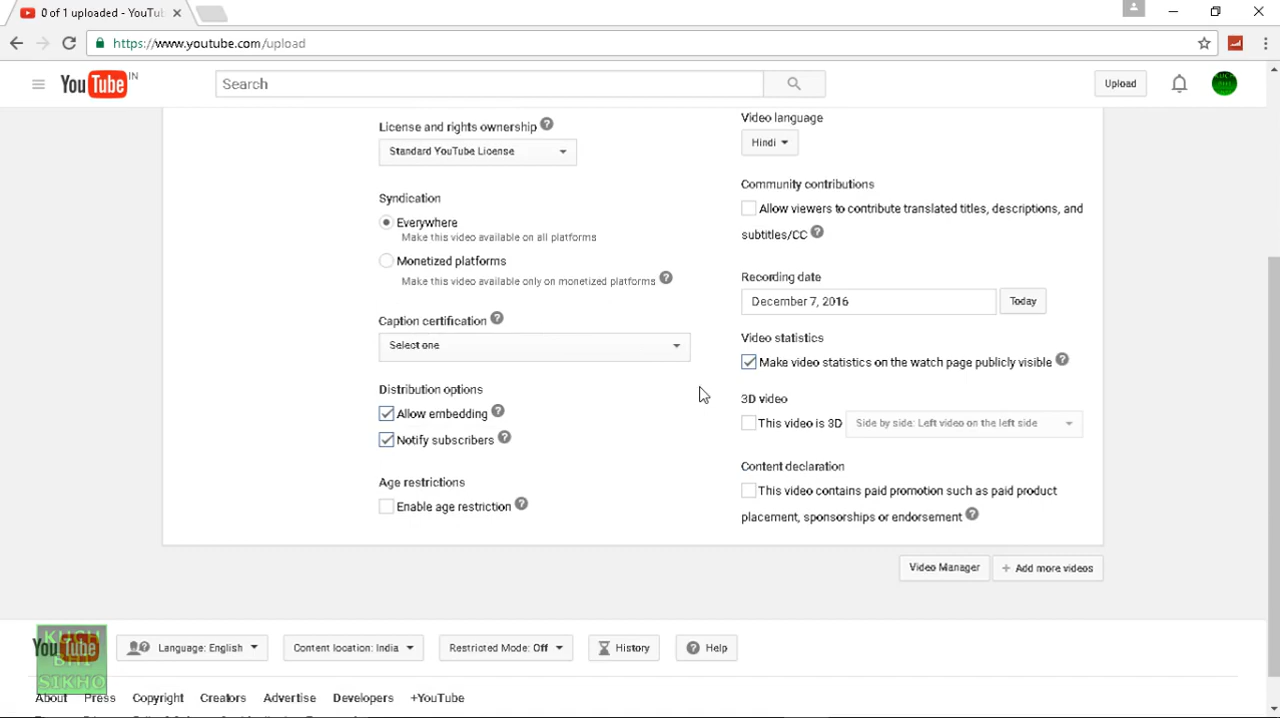 0 of 1 uploaded - YouTu
https://www.youtube.com/upload
YouTube IN
Search
Upload
License and rights ownership
Standard YouTube License
Syndication
Everywhere
Make this video available on all platforms
Monetized platforms
Make this video available only on monetized platforms
Caption certification
Select one
Distribution options
Allow embedding
Notify subscribers
Age restrictions
Enable age restriction
Video language
Hindi
Community contributions
Allow viewers to contribute translated titles, descriptions, and
subtitles/CC
Recording date
December 7, 2016
Today
Video statistics
Make video statistics on the watch page publicly visible
3D video
This video is 3D
Side by side: Left video on the left side
Content declaration
This video contains paid promotion such as paid product
placement, sponsorships or endorsement
Video Manager
+ Add more videos
YouTube
KUCH
BHI
SIKHO
Language: English
Content location: India
Restricted Mode: Off
History
Help
About Press Copyright Creators Advertise Developers +YouTube